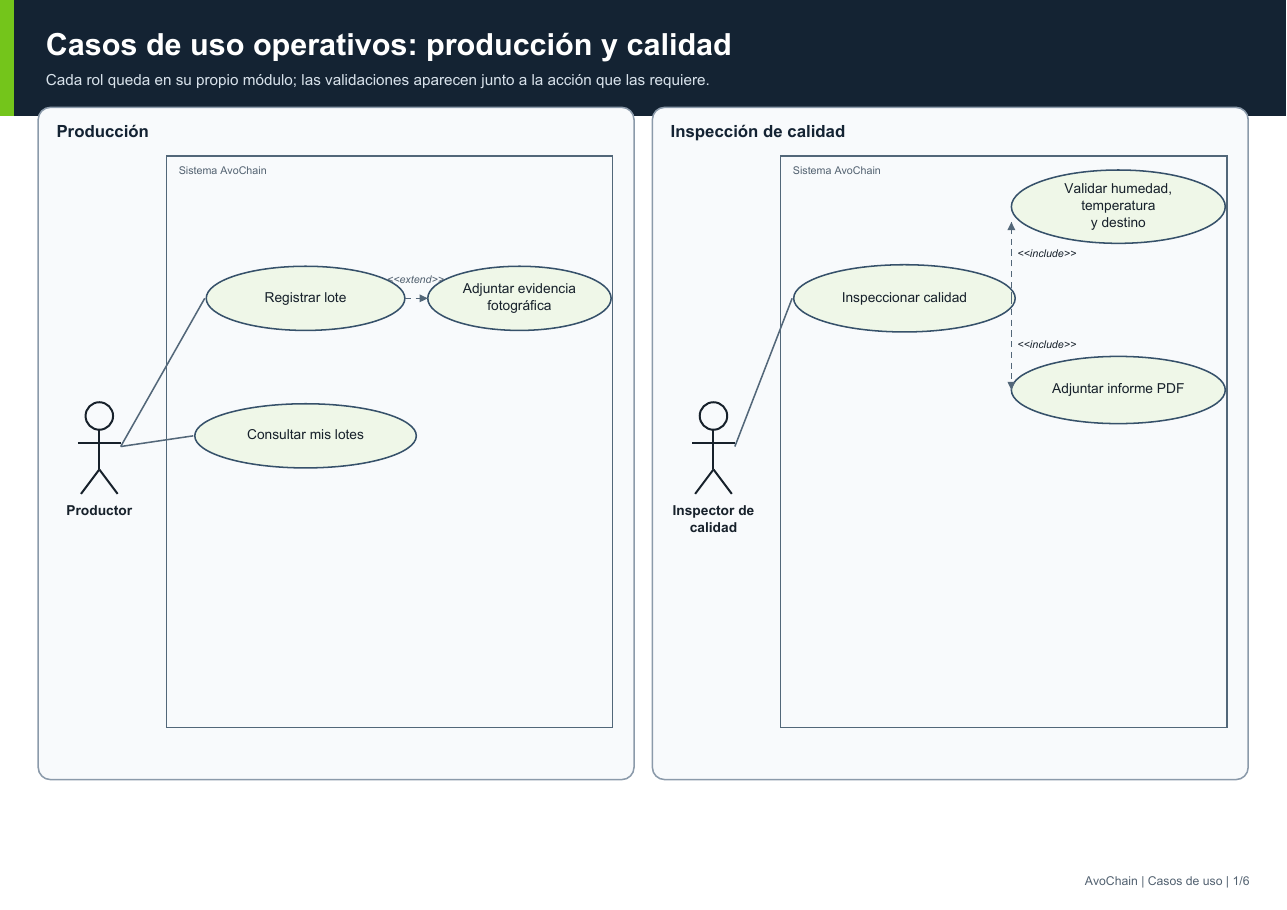 Casos de uso operativos: producción y calidad
Cada rol queda en su propio módulo; las validaciones aparecen junto a la acción que las requiere.
Producción
Sistema AvoChain
Registrar lote
<<extend>>
Adjuntar evidencia
fotográfica
Consultar mis lotes
Productor
Inspección de calidad
Sistema AvoChain
Validar humedad,
temperatura
y destino
<<include>>
Inspeccionar calidad
<<include>>
Adjuntar informe PDF
Inspector de
calidad
AvoChain | Casos de uso | 1/6